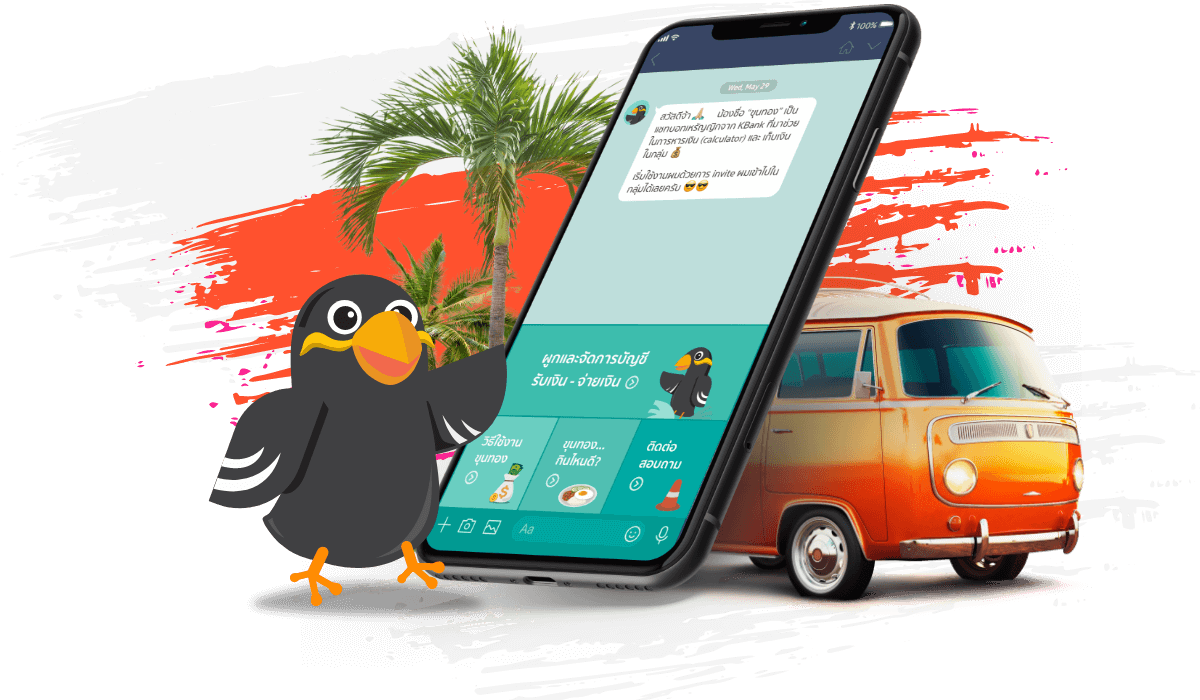 100%
Wed, May 29
สวัสดีจ้า 🙏🏻 น้องชื่อ "ขุนทอง" เป็น
แชทบอทเหรัญญิกจาก KBank ที่มาช่วย
ในการหารเงิน (calculator) และ เก็บเงิน
ในกลุ่ม 💰
เริ่มใช้งานผมด้วยการ invite ผมเข้าไปใน
กลุ่มได้เลยครับ 😎😎
ผูกและจัดการบัญชี
รับเงิน - จ่ายเงิน
วิธีใช้งาน
ขุนทอง
ขุนทอง...
กินไหนดี?
ติดต่อ
สอบถาม
Aa